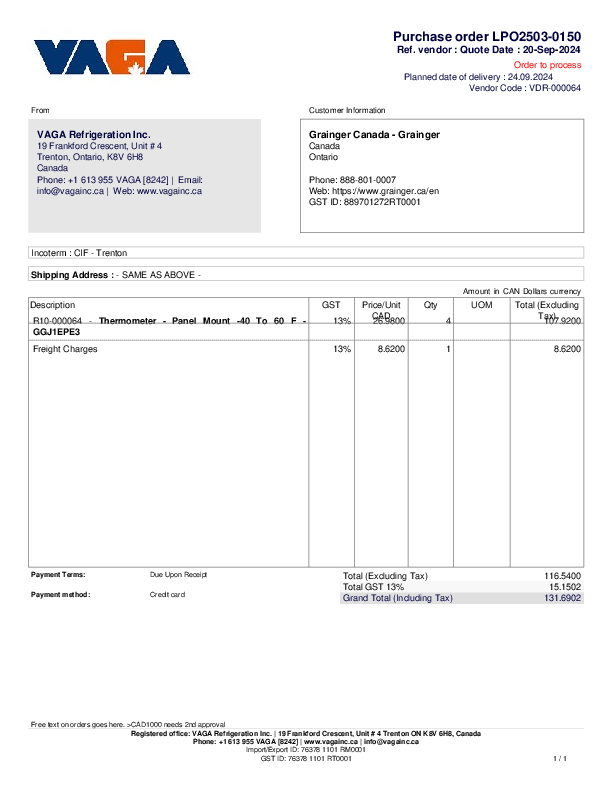 VAGA
Purchase order LPO2503-0150
Ref. vendor : Quote Date : 20-Sep-2024
Order to process
Planned date of delivery : 24.09.2024
Vendor Code : VDR-000064
From
Customer Information
VAGA Refrigeration Inc.
19 Frankford Crescent, Unit # 4
Trenton, Ontario, K8V 6H8
Canada
Phone: +1 613 955 VAGA [8242] | Email:
info@vagainc.ca | Web: www.vagainc.ca
Grainger Canada - Grainger
Canada
Ontario
Phone: 888-801-0007
Web: https://www.grainger.ca/en
GST ID: 889701272RT0001
Incoterm : CIF - Trenton
Shipping Address : - SAME AS ABOVE -
Amount in CAN Dollars currency
Description GST Price/Unit CAD Qty UOM Total (Excluding Tax)
R10-000064 - Thermometer - Panel Mount -40 To 60 F - 13% 26.9800 4 107.9200
GGJ1EPE3
Freight Charges 13% 8.6200 1 8.6200
Payment Terms: Due Upon Receipt
Payment method: Credit card
Total (Excluding Tax) 116.5400
Total GST 13% 15.1502
Grand Total (Including Tax) 131.6902
Free text on orders goes here. >CAD1000 needs 2nd approval
Registered office: VAGA Refrigeration Inc. | 19 Frankford Crescent, Unit # 4 Trenton ON K8V 6H8, Canada
Phone: +1 613 955 VAGA [8242] | www.vagainc.ca | info@vagainc.ca
Import/Export ID: 76378 1101 RM0001
GST ID: 76378 1101 RT0001
1 / 1